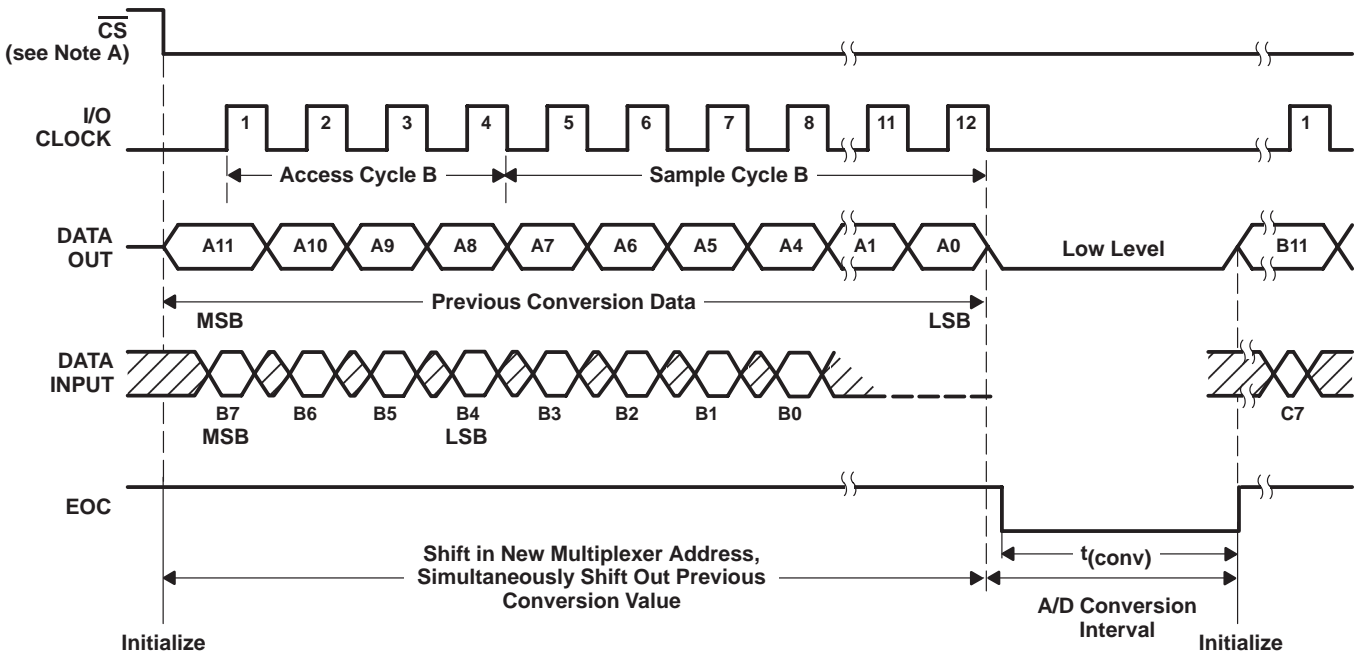 CS
(see Note A)
I/O
CLOCK
1 2 3 4 5 6 7 8 11 12 1
Access Cycle B Sample Cycle B
DATA
OUT
A11 A10 A9 A8 A7 A6 A5 A4 A1 A0 Low Level B11
Previous Conversion Data
MSB LSB
DATA
INPUT
B7 B6 B5 B4 B3 B2 B1 B0 C7
MSB LSB
EOC
Shift in New Multiplexer Address,
Simultaneously Shift Out Previous
Conversion Value
t(conv)
A/D Conversion
Interval
Initialize Initialize